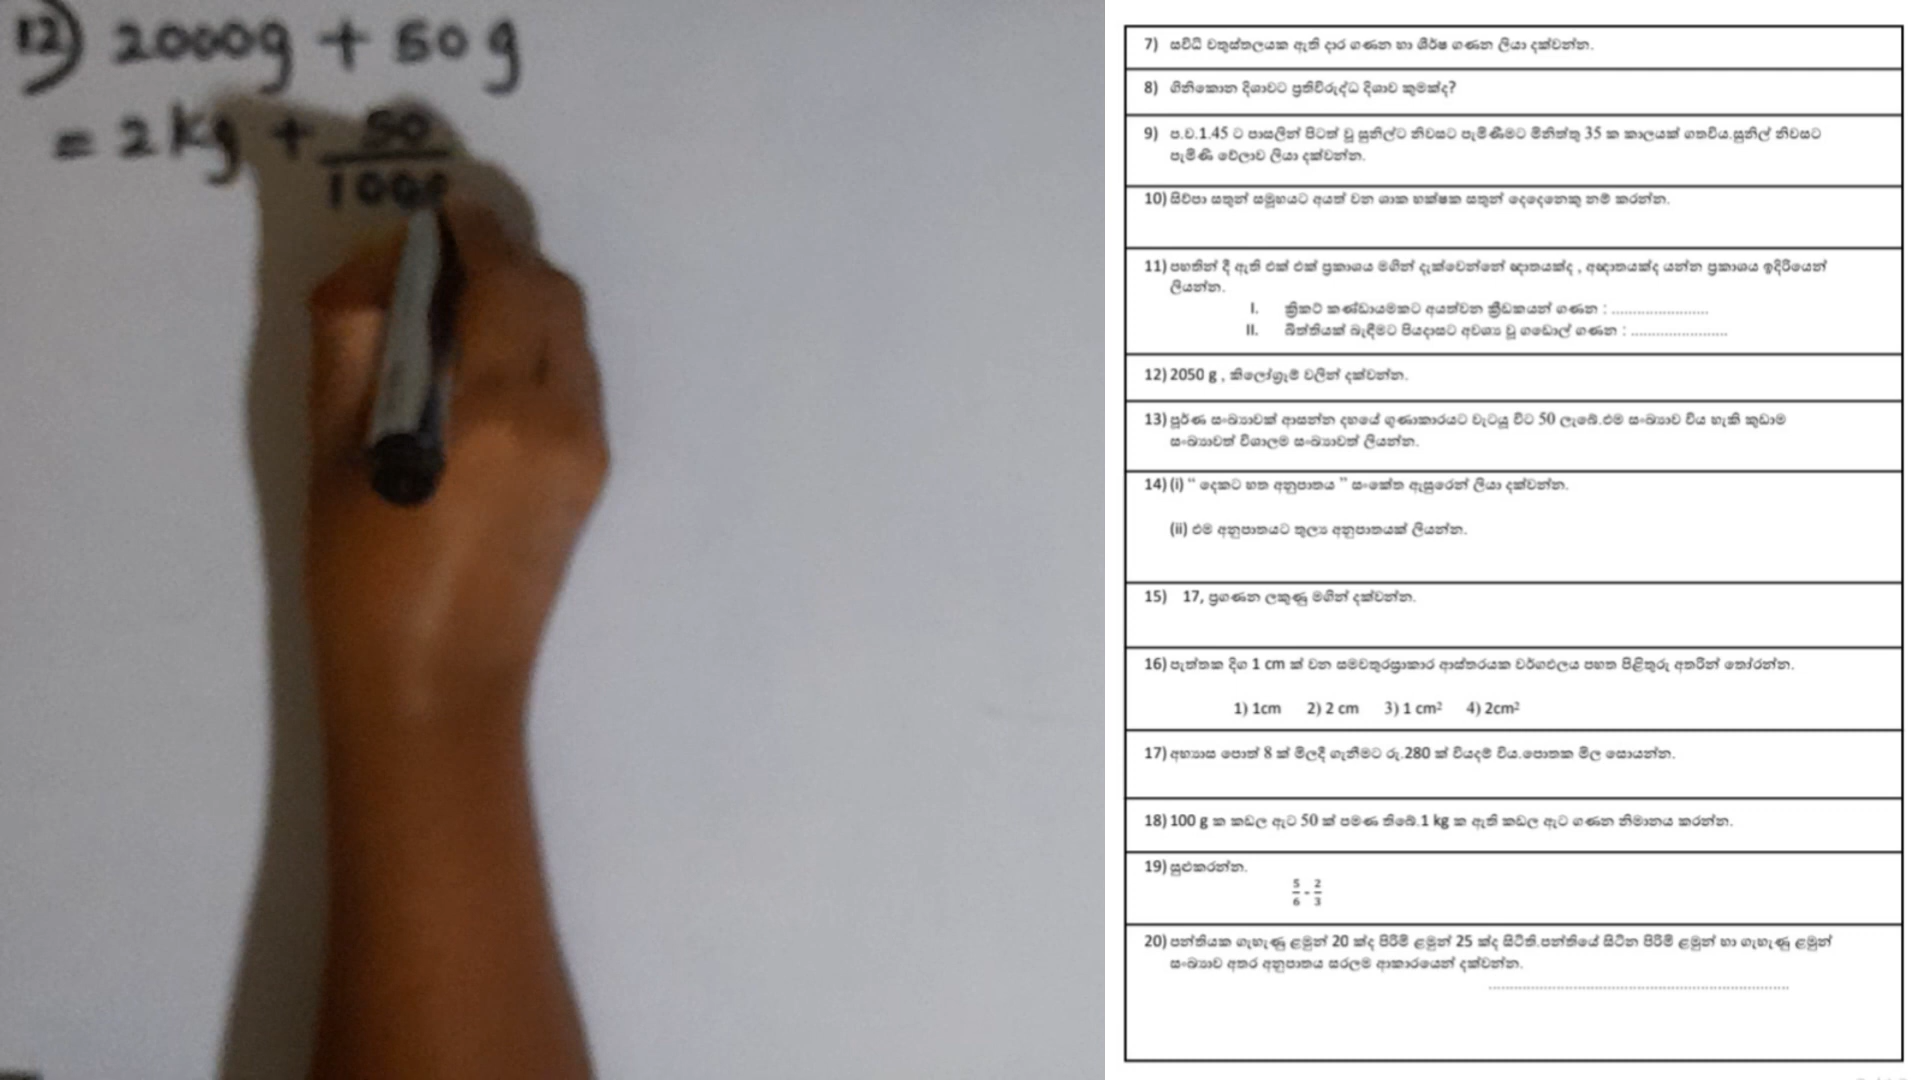 12) 2000g + 50 g
= 2 kg + 50
1000
7) සවිධි චතුස්තලයක ඇති දාර ගණන හා ශීර්ෂ ගණන ලියා දක්වන්න.
8) ගිනිකොන දිශාවට ප්‍රතිවිරුද්ධ දිශාව කුමක්ද?
9) ප.ව.1.45 ට පාසලින් පිටත් වූ සුනිල්ට නිවසට පැමිණීමට මිනිත්තු 35 ක කාලයක් ගතවිය.සුනිල් නිවසට
පැමිණි වේලාව ලියා දක්වන්න.
10) සිව්පා සතුන් සමූහයට අයත් වන ශාක භක්ෂක සතුන් දෙදෙනෙකු නම් කරන්න.
11) පහතින් දී ඇති එක් එක් ප්‍රකාශය මගින් දැක්වෙන්නේ ඥාතයක්ද , අඥාතයක්ද යන්න ප්‍රකාශය ඉදිරියෙන්
ලියන්න.
I. ක්‍රිකට් කණ්ඩායමකට අයත්වන ක්‍රීඩකයන් ගණන : ........................
II. බිත්තියක් බැඳීමට පියදාසට අවශ්‍ය වූ ගඩොල් ගණන : ........................
12) 2050 g , කිලෝග්‍රෑම් වලින් දක්වන්න.
13) පූර්ණ සංඛ්‍යාවක් ආසන්න දහයේ ගුණාකාරයට වැටයූ විට 50 ලැබේ.එම සංඛ්‍යාව විය හැකි කුඩාම
සංඛ්‍යාවත් විශාලම සංඛ්‍යාවත් ලියන්න.
14) (i) “ දෙකට හත අනුපාතය ” සංකේත ඇසුරෙන් ලියා දක්වන්න.
(ii) එම අනුපාතයට තුල්‍ය අනුපාතයක් ලියන්න.
15) 17, ප්‍රගණන ලකුණු මගින් දක්වන්න.
16) පැත්තක දිග 1 cm ක් වන සමචතුරස්‍රාකාර ආස්තරයක වර්ගඵලය පහත පිළිතුරු අතරින් තෝරන්න.
1) 1cm 2) 2 cm 3) 1 cm² 4) 2cm²
17) අභ්‍යාස පොත් 8 ක් මිලදී ගැනීමට රු.280 ක් වියදම් විය.පොතක මිල සොයන්න.
18) 100 g ක කඩල ඇට 50 ක් පමණ තිබේ.1 kg ක ඇති කඩල ඇට ගණන නිමානය කරන්න.
19) සුළුකරන්න.
5/6 - 2/3
20) පන්තියක ගැහැණු ළමුන් 20 ක්ද පිරිමි ළමුන් 25 ක්ද සිටිති.පන්තියේ සිටින පිරිමි ළමුන් හා ගැහැණු ළමුන්
සංඛ්‍යාව අතර අනුපාතය සරලම ආකාරයෙන් දක්වන්න.